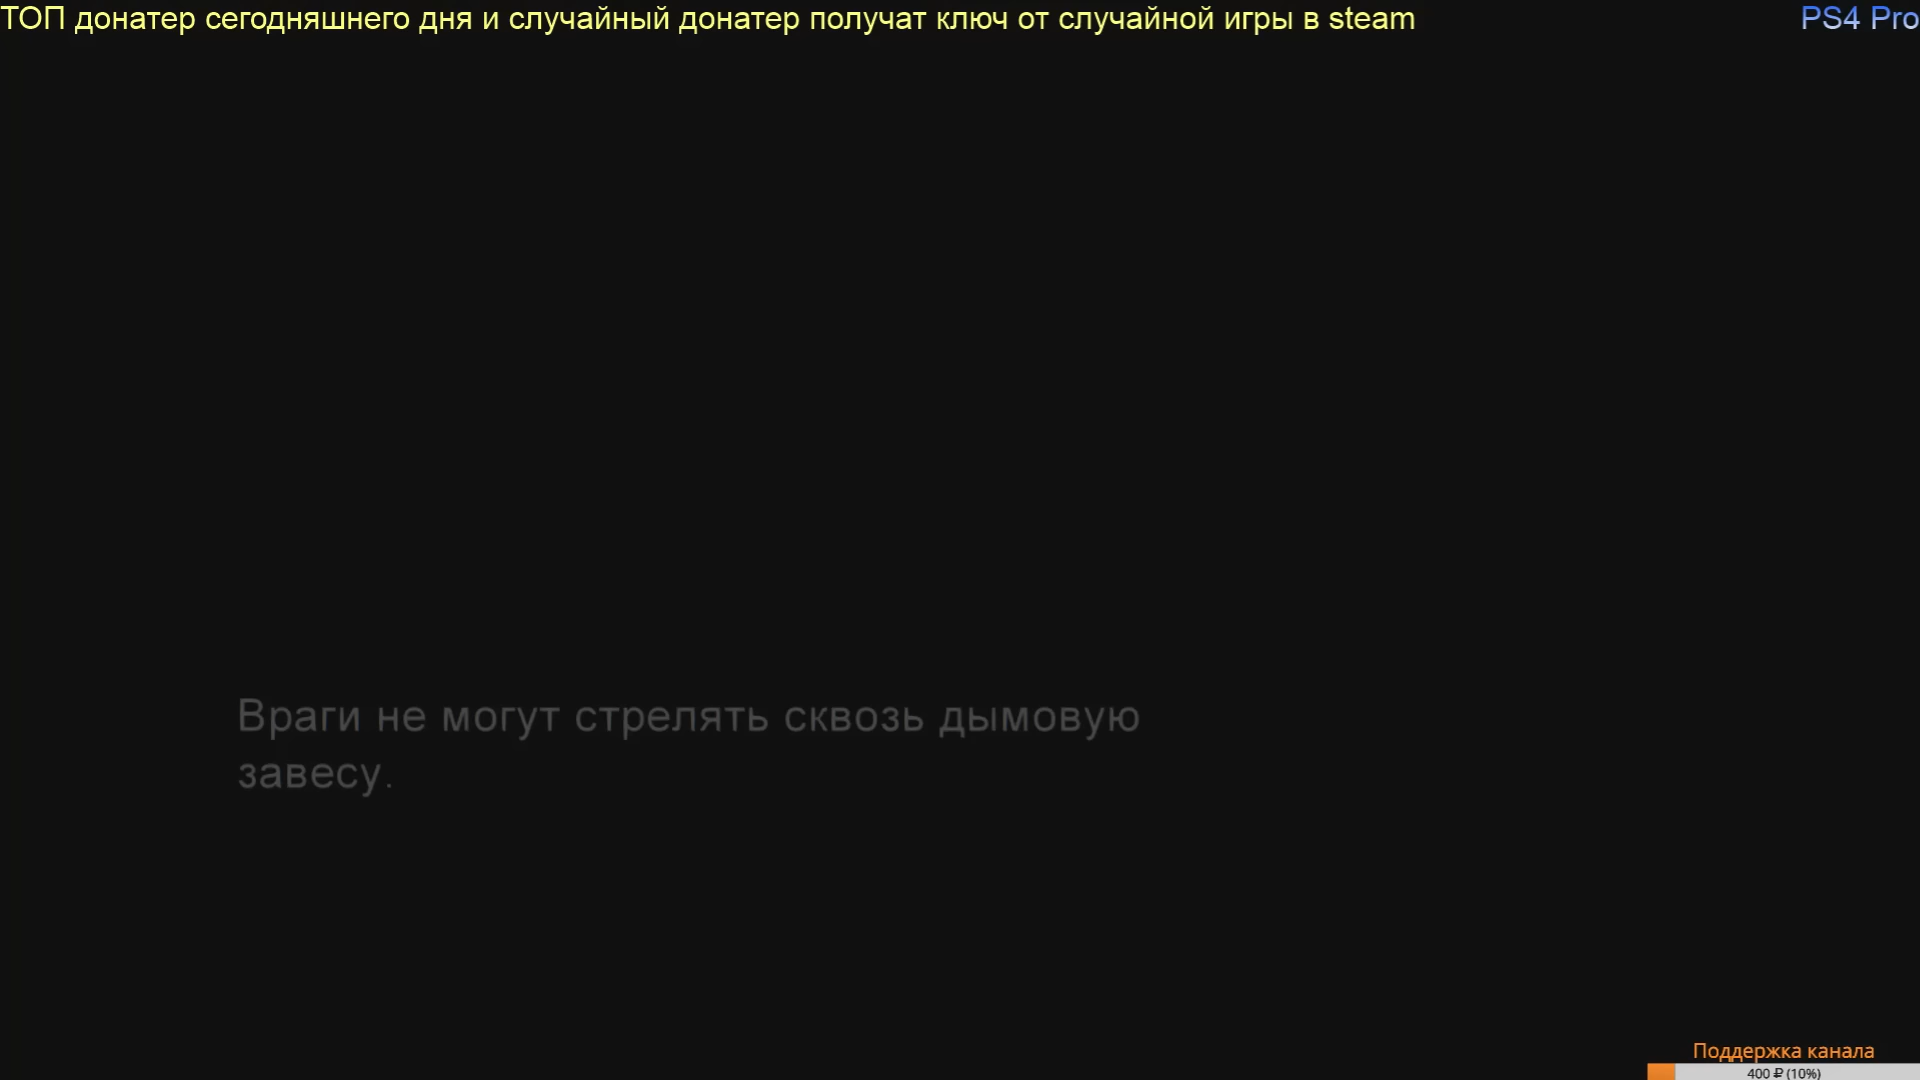 ТОП донатер сегодняшнего дня и случайный донатер получат ключ от случайной игры в steam
PS4 Pro
Враги не могут стрелять сквозь дымовую
завесу.
Поддержка канала
400 ₽ (10%)